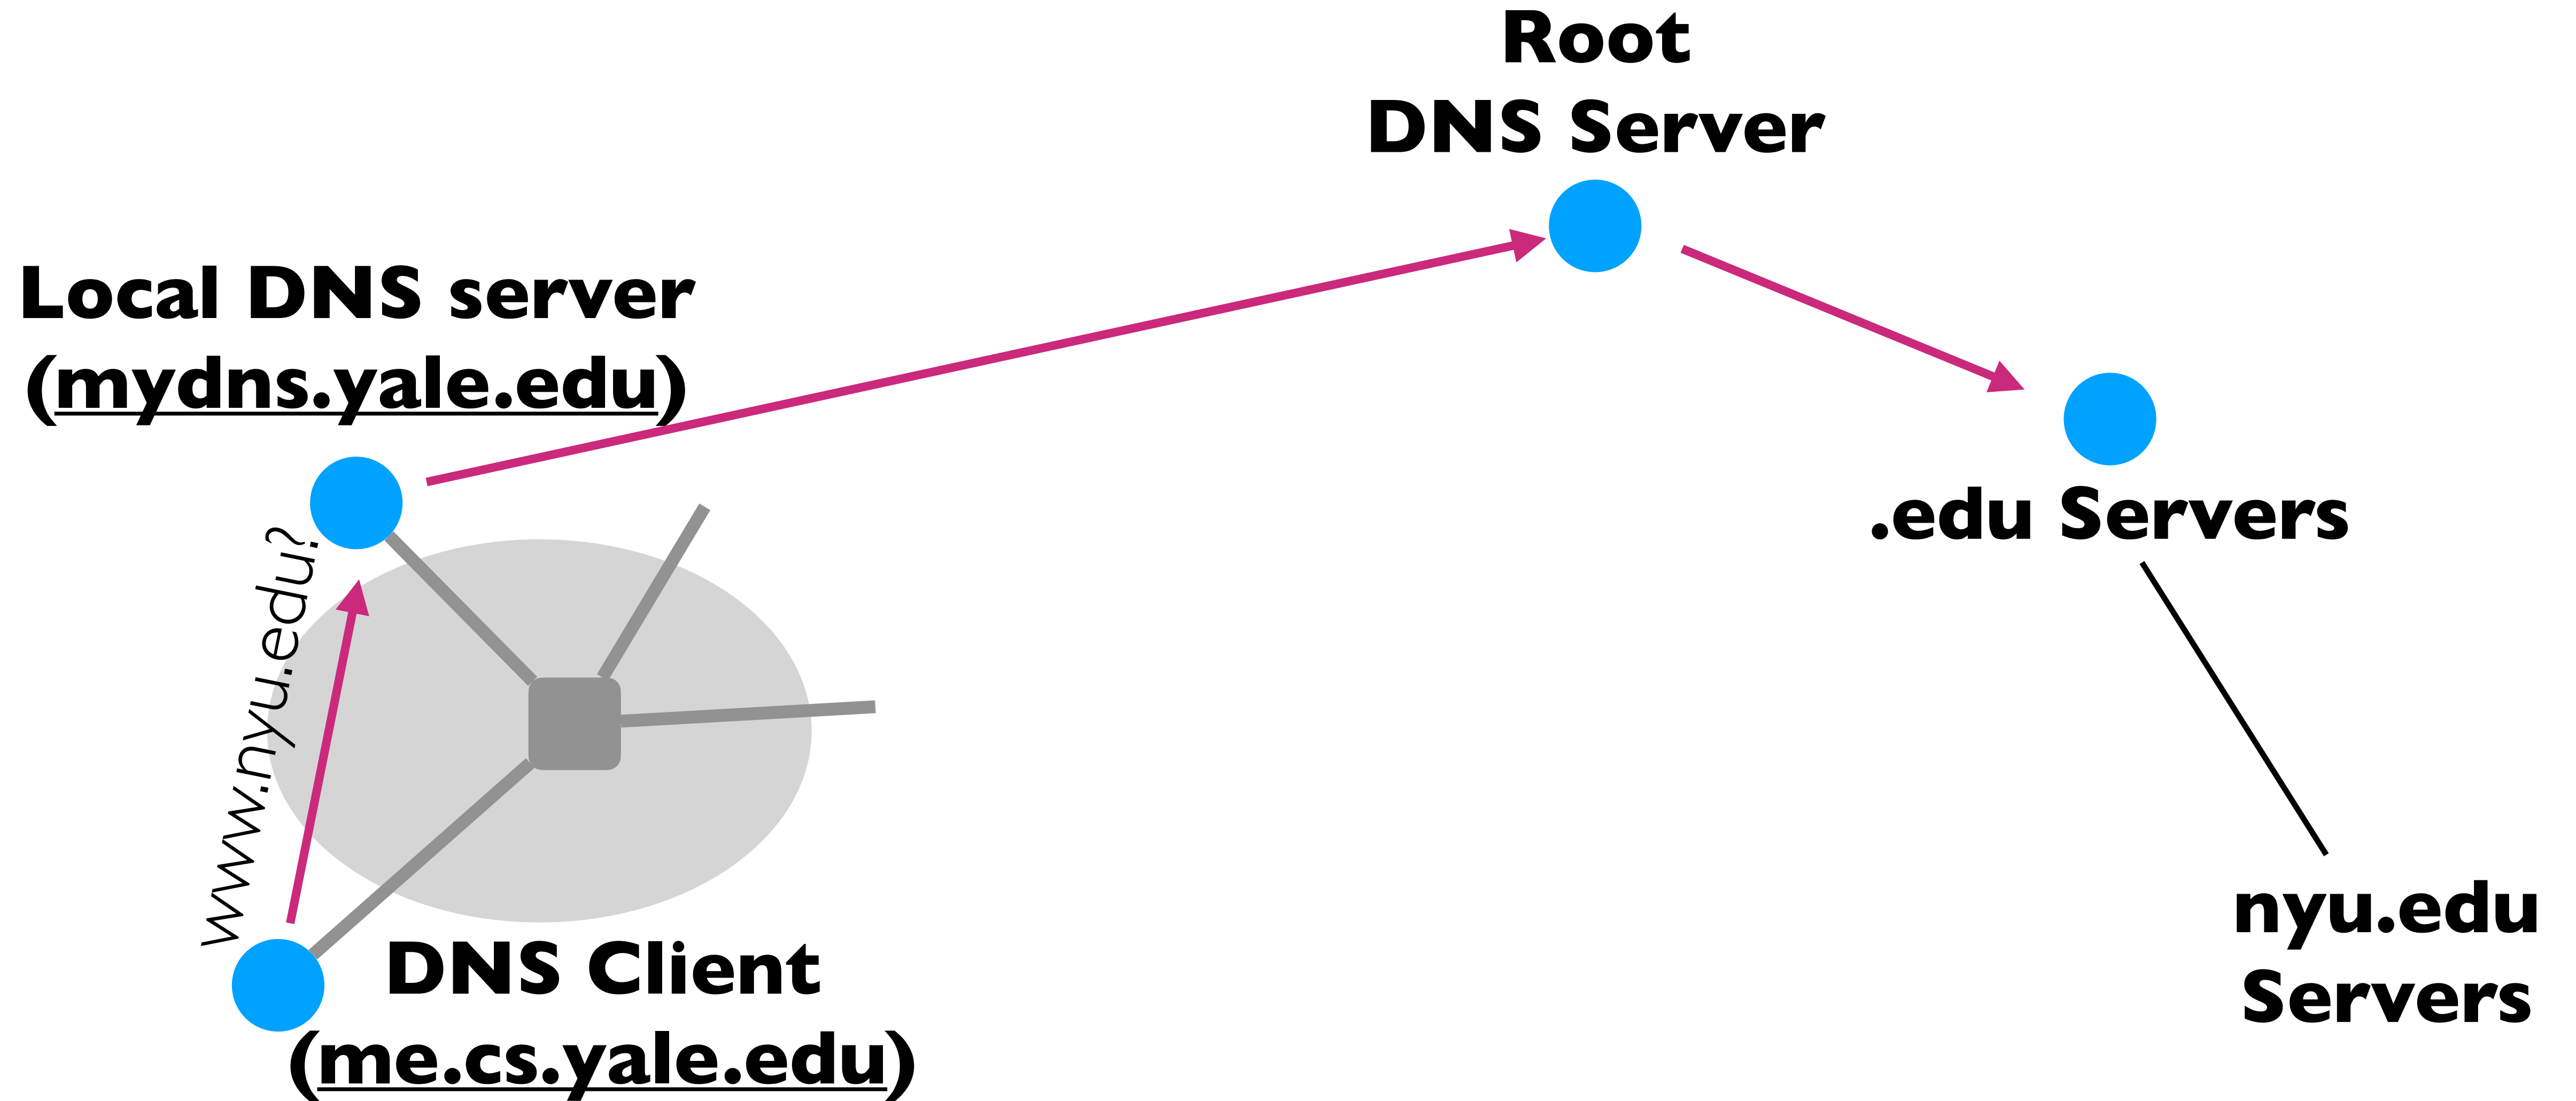 Root
DNS Server
Local DNS server
(mydns.yale.edu)
.edu Servers
www.nyu.edu?
nyu.edu
Servers
DNS Client
(me.cs.yale.edu)